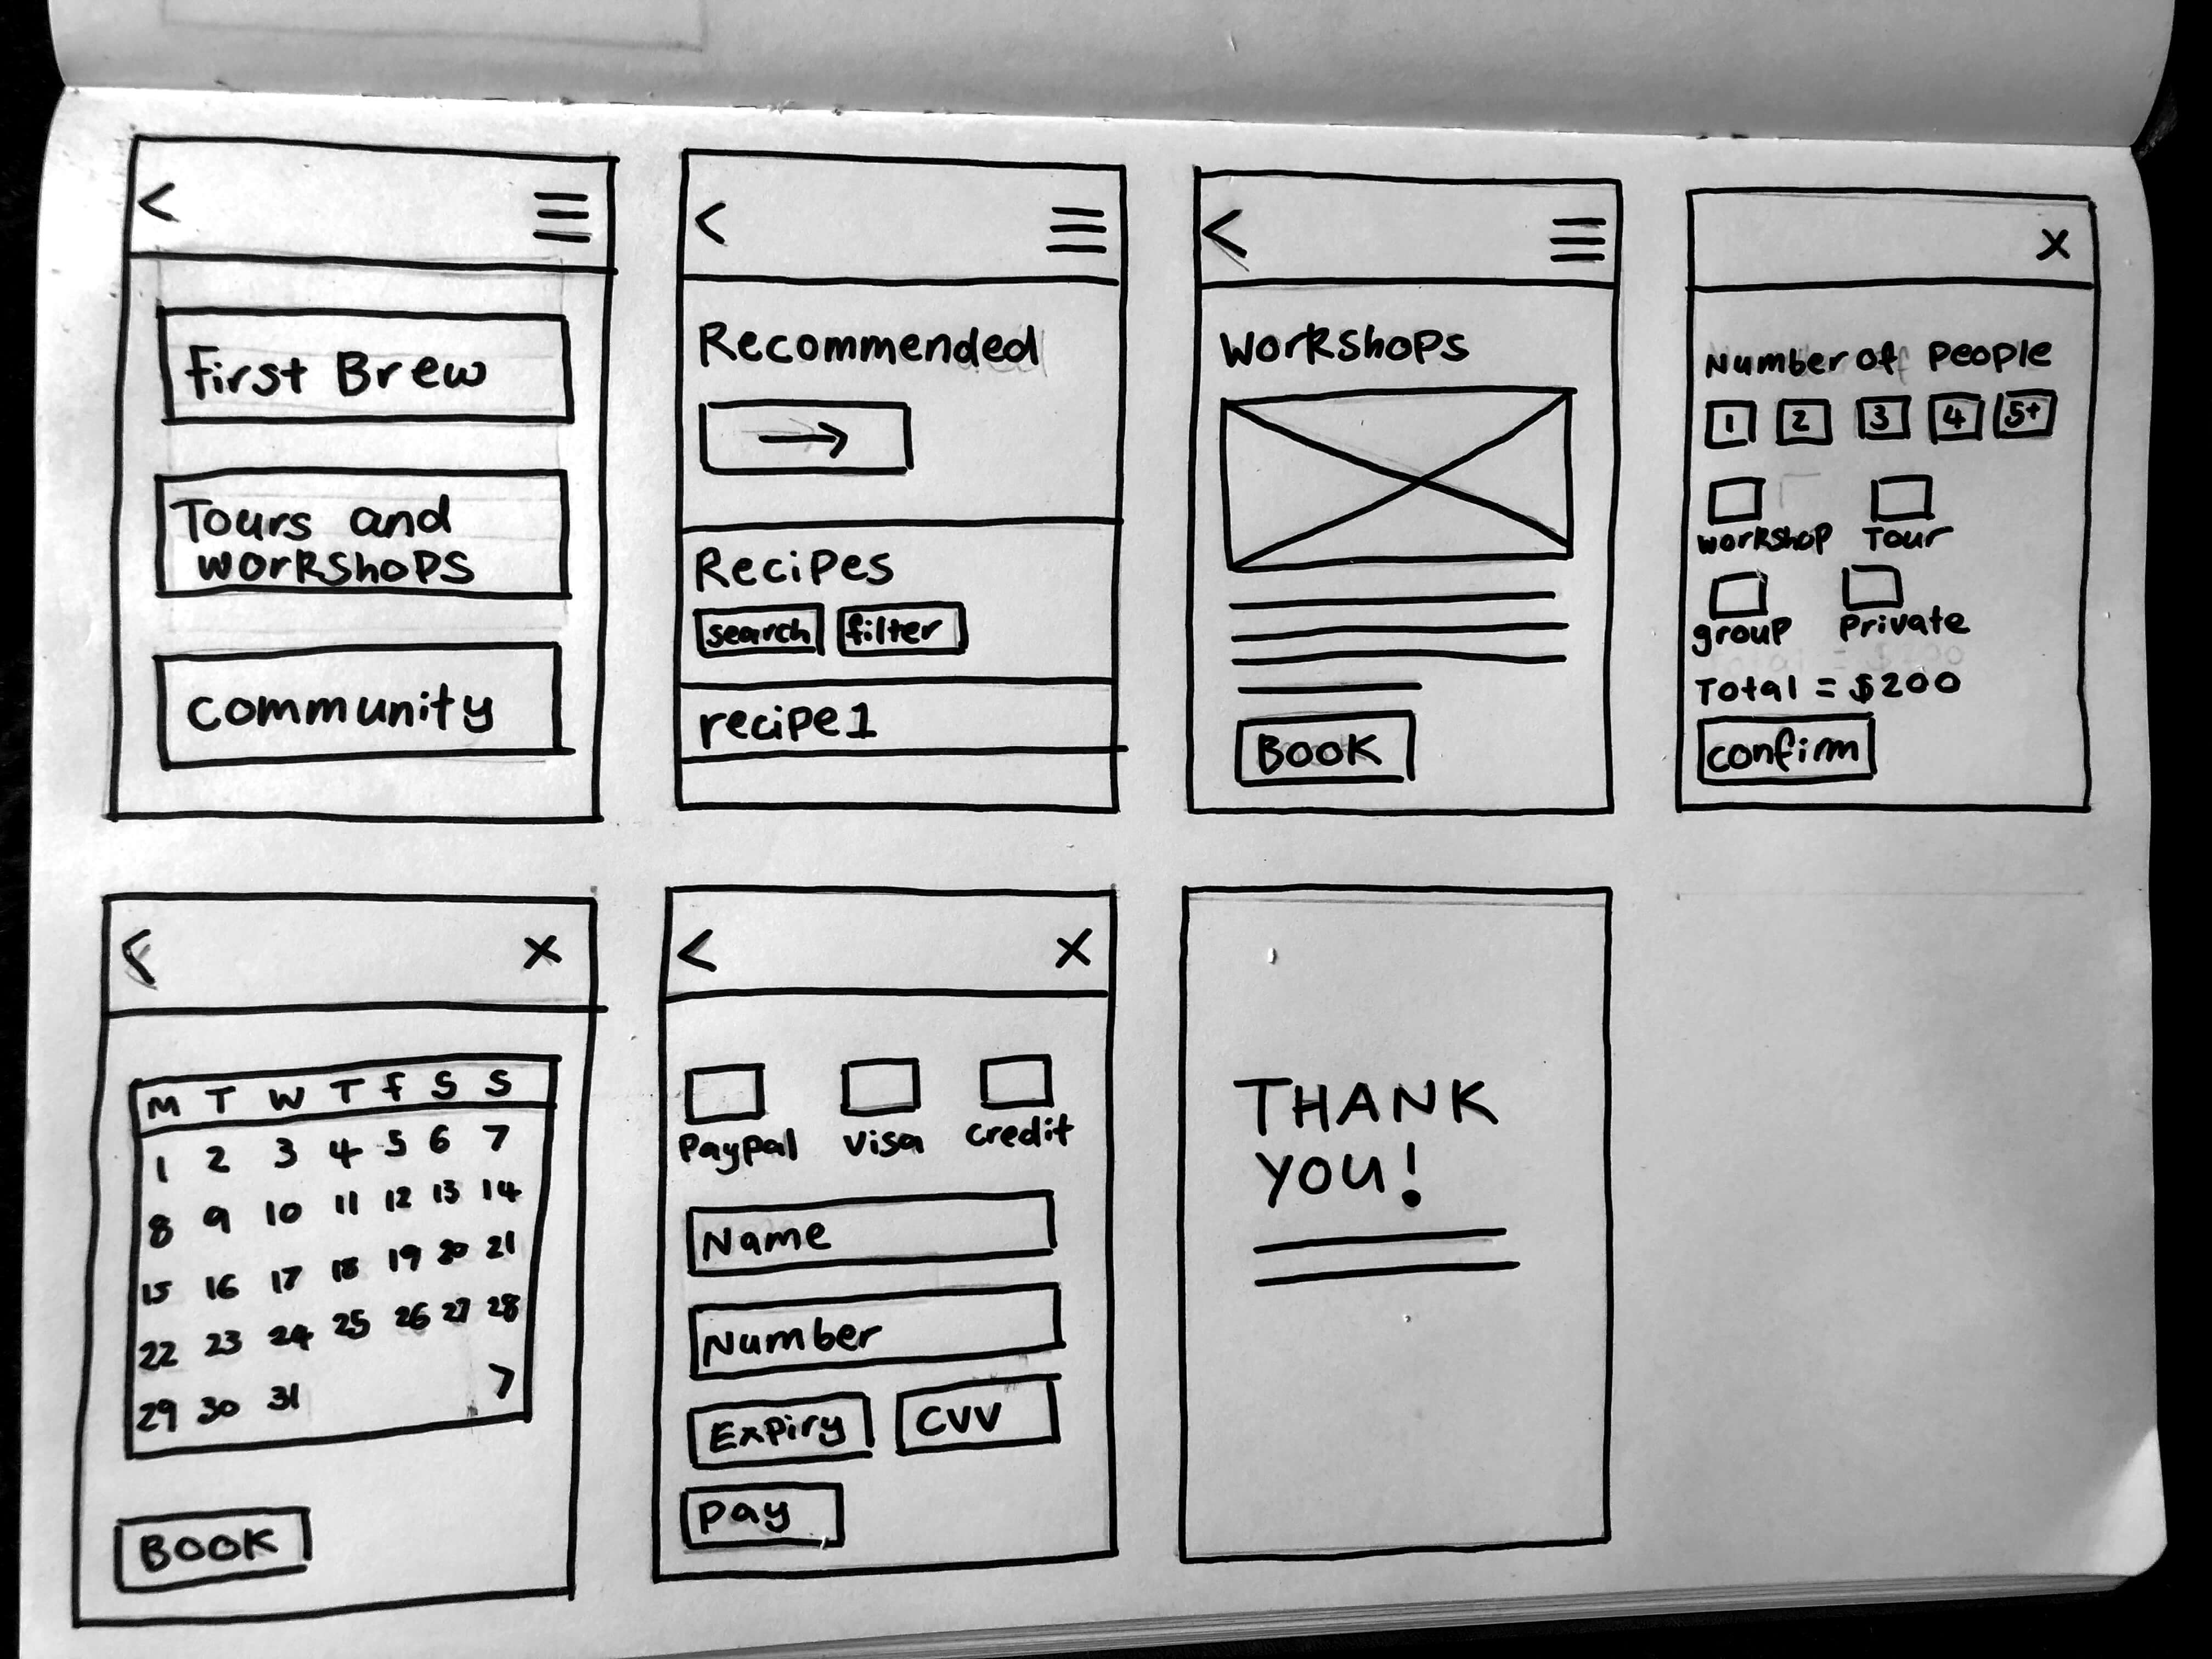 <
first Brew
Tours and
workshops
community
<
Recommended
→
Recipes
search filter
recipe1
<
workshops
BOOK
X
Number of People
1 2 3 4 5+
workshop Tour
group Private
Total = $200
confirm
< X
M T W T f S S
1 2 3 4 5 6 7
8 9 10 11 12 13 14
15 16 17 18 19 20 21
22 23 24 25 26 27 28
29 30 31 >
BOOK
< X
PayPal visa credit
Name
Number
Expiry CVV
Pay
THANK
YOU!